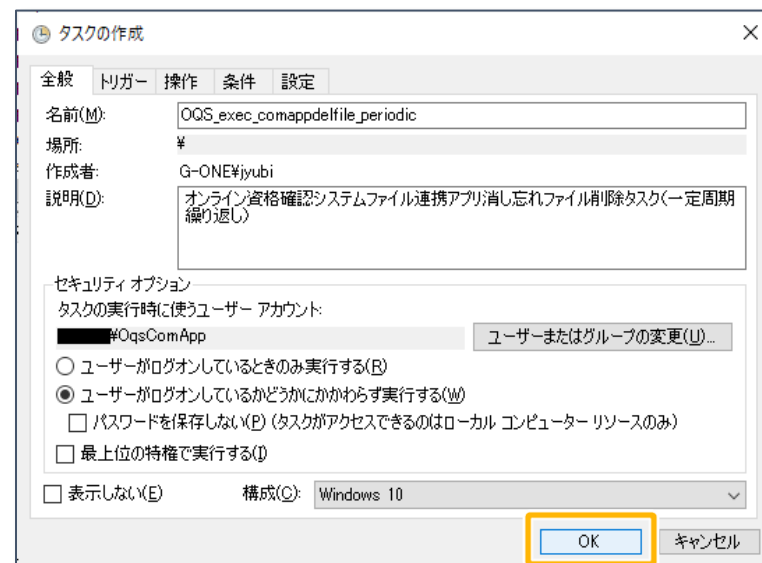 タスクの作成
全般 トリガー 操作 条件 設定
名前(M): OQS_exec_comappdelfile_periodic
場所: ¥
作成者: G-ONE¥jyubi
説明(D): オンライン資格確認システムファイル連携アプリ消し忘れファイル削除タスク(一定周期
繰り返し)
セキュリティ オプション
タスクの実行時に使うユーザー アカウント:
¥OqsComApp ユーザーまたはグループの変更(U)...
ユーザーがログオンしているときのみ実行する(R)
ユーザーがログオンしているかどうかにかかわらず実行する(W)
パスワードを保存しない(P) (タスクがアクセスできるのはローカル コンピューター リソースのみ)
最上位の特権で実行する(I)
表示しない(E) 構成(C): Windows 10
OK キャンセル